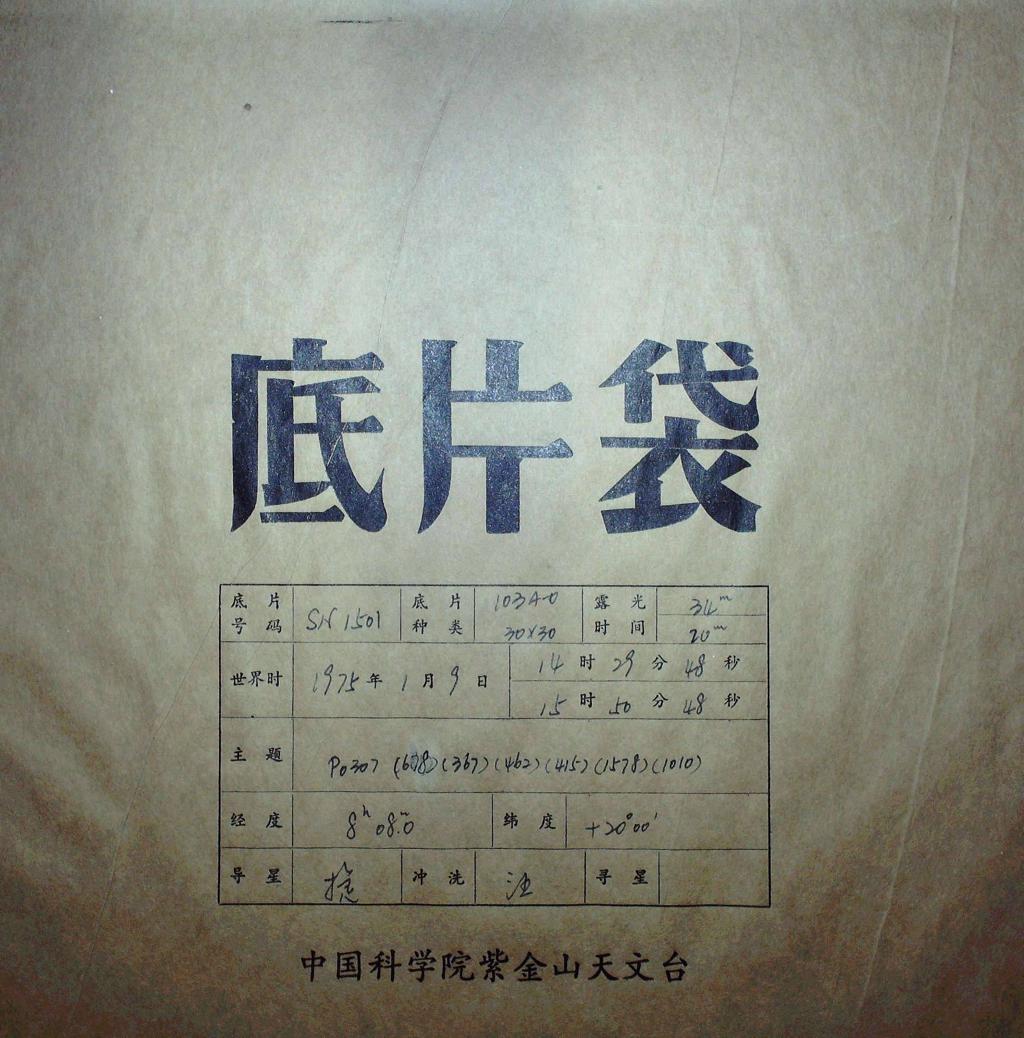 底片袋
底片号码 SN 1501 底片种类 103A-0 30×30 露光时间 34m 20m
世界时 1975年1月9日 14时29分48秒
15时50分48秒
主题 P0307 (608)(367)(462)(415)(1578)(1010)
经度 8h 08m.0 纬度 +20°00′
导星 冲洗 汪 寻星
中国科学院紫金山天文台